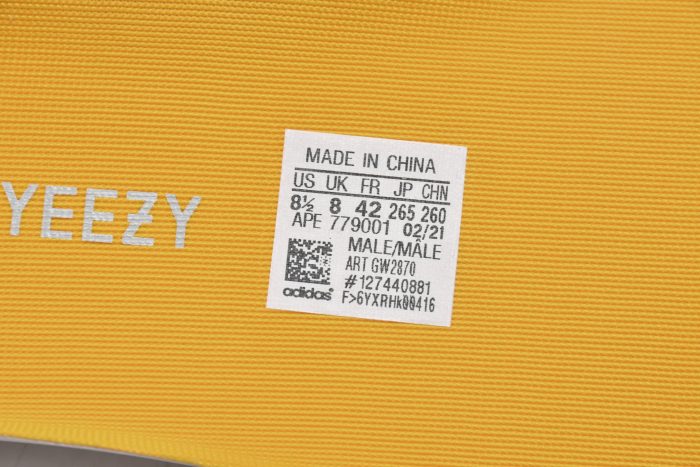 YEEZY
MADE IN CHINA
US UK FR JP CHN
8½ 8 42 265 260
APE 779001 02/21
MALE/MÂLE
ART GW2870
#127440881
adidas®
F>6YXRHk00416